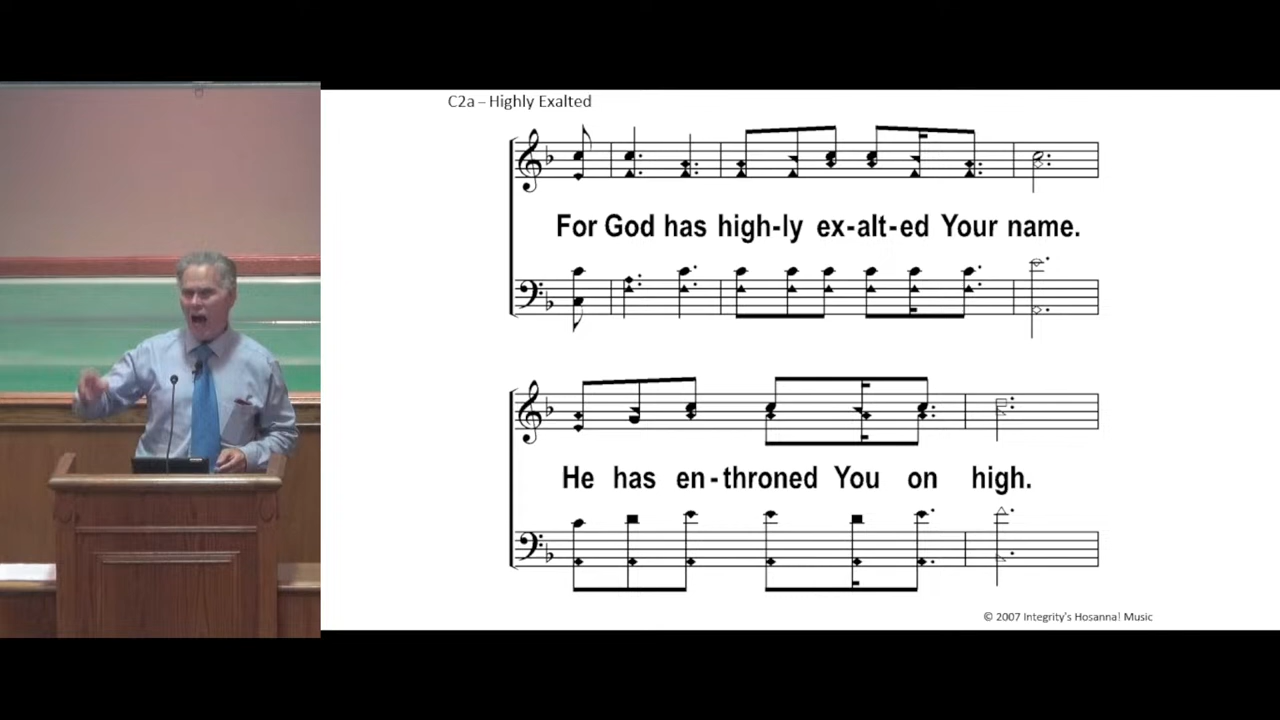 C2a – Highly Exalted
For God has high-ly ex-alt-ed Your name.
He has en-throned You on high.
© 2007 Integrity's Hosanna! Music